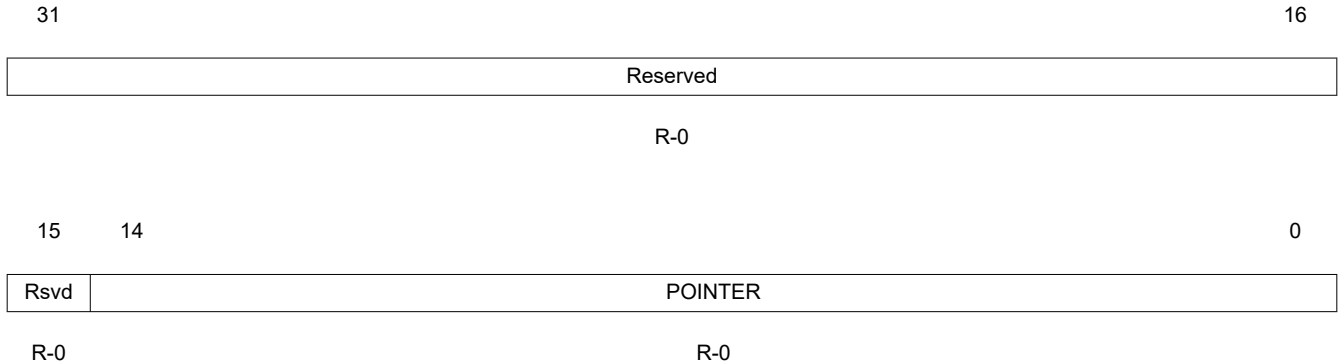 31 16
Reserved
R-0
15 14 0
Rsvd POINTER
R-0 R-0